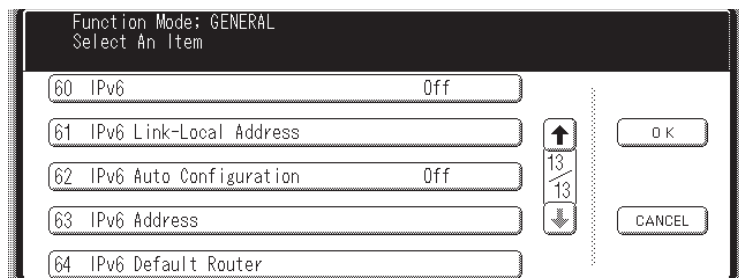 Function Mode; GENERAL
Select An Item
60 IPv6 Off
61 IPv6 Link-Local Address
OK
62 IPv6 Auto Configuration Off
13/13
63 IPv6 Address
CANCEL
64 IPv6 Default Router